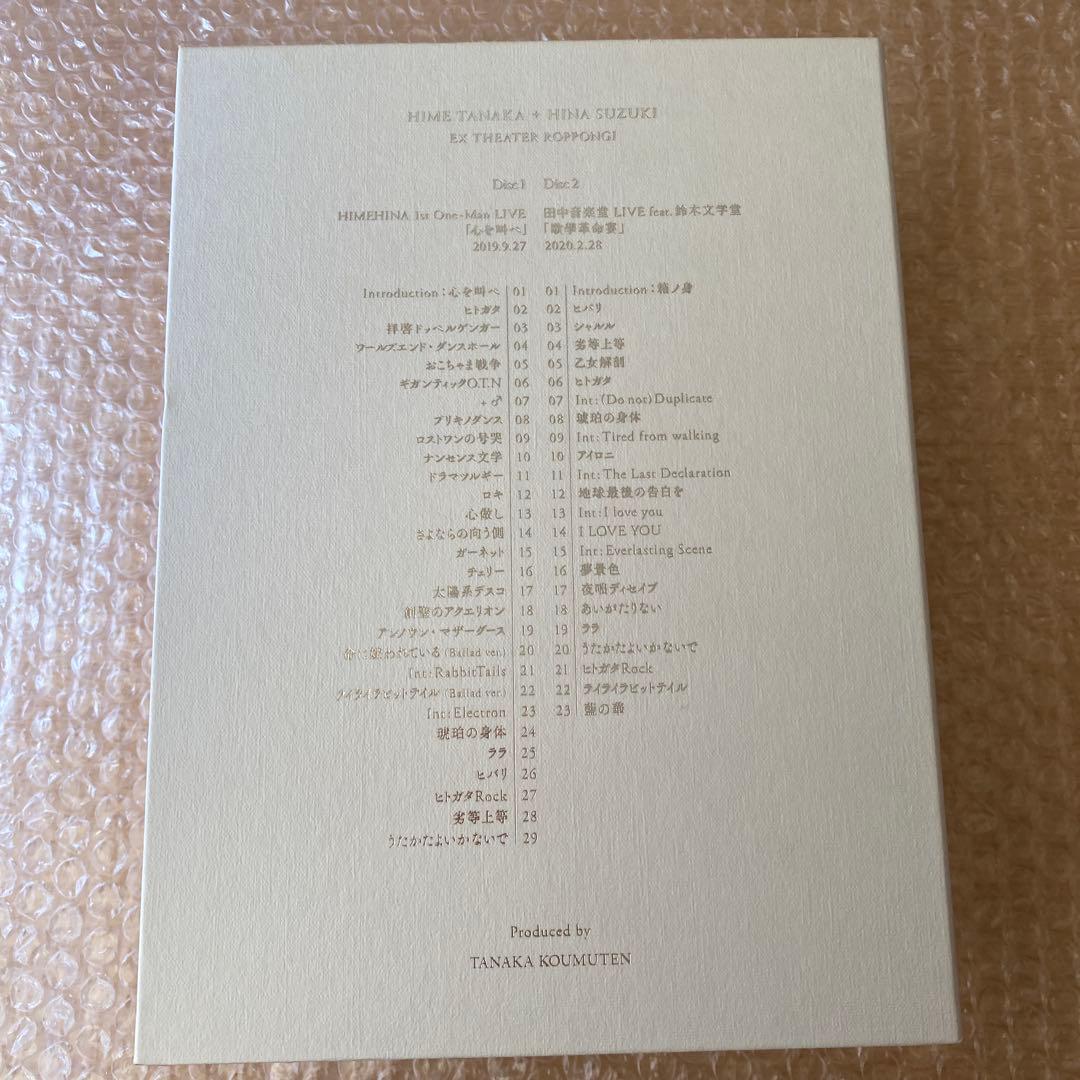 HIME TANAKA + HINA SUZUKI
EX THEATER ROPPONGI
Disc 1
HIMEHINA 1st One-Man LIVE
「心を叫べ」
2019.9.27
Introduction:心を叫べ 01
ヒトガタ 02
拝啓ドッペルゲンガー 03
ワールズエンド・ダンスホール 04
おこちゃま戦争 05
ギガンティックO.T.N 06
+♂ 07
ブリキノダンス 08
ロストワンの号哭 09
ナンセンス文学 10
ドラマツルギー 11
ロキ 12
心做し 13
さよならの向う側 14
ガーネット 15
チェリー 16
太陽系デスコ 17
創聖のアクエリオン 18
アンノウン・マザーグース 19
命に嫌われている (Ballad ver.) 20
Int:RabbitTails 21
ライライラビットテイル (Ballad ver.) 22
Int:Electron 23
琥珀の身体 24
ララ 25
ヒバリ 26
ヒトガタRock 27
劣等上等 28
うたかたよいかないで 29
Disc 2
田中音楽堂 LIVE feat.鈴木文学堂
「歌學革命宴」
2020.2.28
01 Introduction:箱ノ身
02 ヒバリ
03 シャルル
04 劣等上等
05 乙女解剖
06 ヒトガタ
07 Int:(Do not)Duplicate
08 琥珀の身体
09 Int:Tired from walking
10 アイロニ
11 Int:The Last Declaration
12 地球最後の告白を
13 Int:I love you
14 I LOVE YOU
15 Int:Everlasting Scene
16 夢景色
17 夜咄ディセイブ
18 あいがたりない
19 ララ
20 うたかたよいかないで
21 ヒトガタRock
22 ライライラビットテイル
23 藍の華
Produced by
TANAKA KOUMUTEN